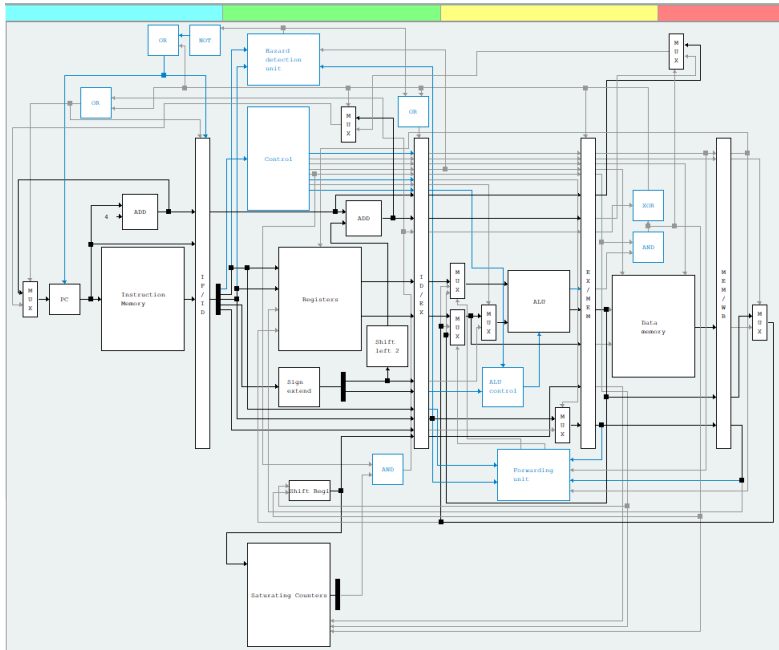 OR
NOT
Hazard
detection
unit
M
U
X
OR
M
U
X
OR
Control
I
F
/
I
D
I
D
/
E
X
E
X
/
M
E
M
M
E
M
/
W
B
ADD
4
ADD
XOR
AND
M
U
X
PC
Instruction
Memory
Registers
M
U
X
M
U
X
M
U
X
ALU
Data
memory
M
U
X
Shift
left 2
Sign
extend
ALU
control
M
U
X
AND
Forwarding
unit
Shift Regi
Saturating Counters